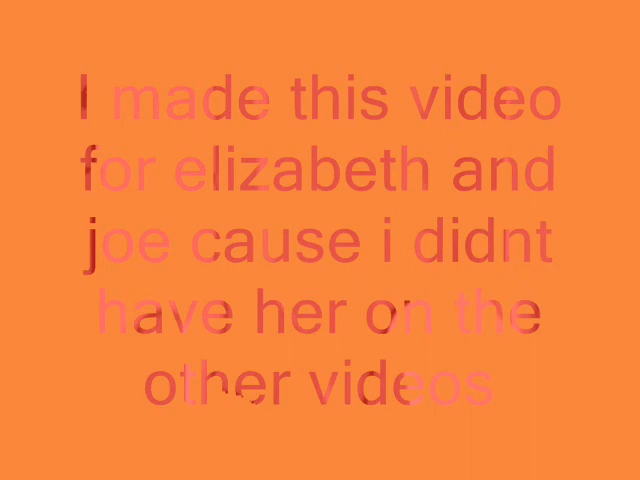 I made this video
for elizabeth and
joe cause i didnt
have her on the
other videos